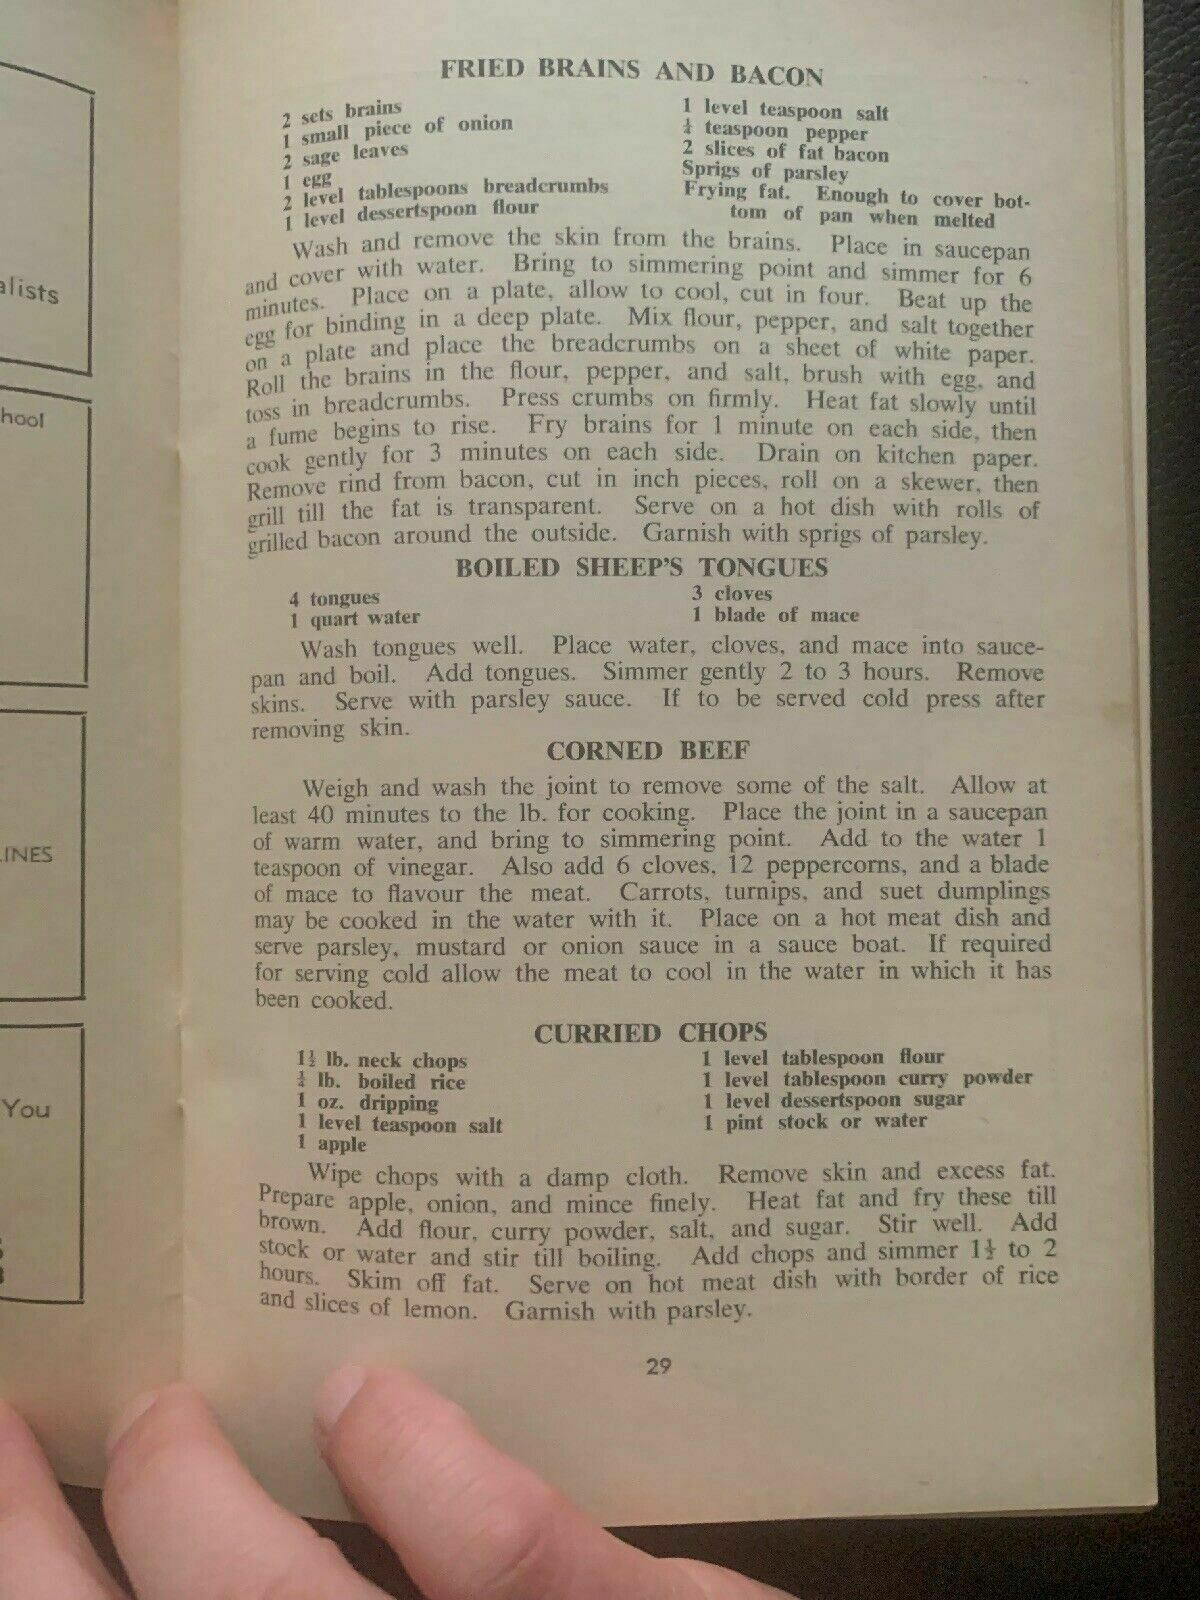 alists
hool
LINES
You
FRIED BRAINS AND BACON
2 sets brains
1 small piece of onion
2 sage leaves
1 egg
2 level tablespoons breadcrumbs
1 level dessertspoon flour
1 level teaspoon salt
¼ teaspoon pepper
2 slices of fat bacon
Sprigs of parsley
Frying fat. Enough to cover bot-
tom of pan when melted
Wash and remove the skin from the brains. Place in saucepan
and cover with water. Bring to simmering point and simmer for 6
minutes. Place on a plate, allow to cool, cut in four. Beat up the
egg for binding in a deep plate. Mix flour, pepper, and salt together
on a plate and place the breadcrumbs on a sheet of white paper.
Roll the brains in the flour, pepper, and salt, brush with egg, and
toss in breadcrumbs. Press crumbs on firmly. Heat fat slowly until
a fume begins to rise. Fry brains for 1 minute on each side, then
cook gently for 3 minutes on each side. Drain on kitchen paper.
Remove rind from bacon, cut in inch pieces, roll on a skewer, then
grill till the fat is transparent. Serve on a hot dish with rolls of
grilled bacon around the outside. Garnish with sprigs of parsley.
BOILED SHEEP'S TONGUES
4 tongues
1 quart water
3 cloves
1 blade of mace
Wash tongues well. Place water, cloves, and mace into sauce-
pan and boil. Add tongues. Simmer gently 2 to 3 hours. Remove
skins. Serve with parsley sauce. If to be served cold press after
removing skin.
CORNED BEEF
Weigh and wash the joint to remove some of the salt. Allow at
least 40 minutes to the lb. for cooking. Place the joint in a saucepan
of warm water, and bring to simmering point. Add to the water 1
teaspoon of vinegar. Also add 6 cloves, 12 peppercorns, and a blade
of mace to flavour the meat. Carrots, turnips, and suet dumplings
may be cooked in the water with it. Place on a hot meat dish and
serve parsley, mustard or onion sauce in a sauce boat. If required
for serving cold allow the meat to cool in the water in which it has
been cooked.
CURRIED CHOPS
1½ lb. neck chops
¼ lb. boiled rice
1 oz. dripping
1 level teaspoon salt
1 apple
1 level tablespoon flour
1 level tablespoon curry powder
1 level dessertspoon sugar
1 pint stock or water
Wipe chops with a damp cloth. Remove skin and excess fat.
Prepare apple, onion, and mince finely. Heat fat and fry these till
brown. Add flour, curry powder, salt, and sugar. Stir well. Add
stock or water and stir till boiling. Add chops and simmer 1½ to 2
hours. Skim off fat. Serve on hot meat dish with border of rice
and slices of lemon. Garnish with parsley.
29